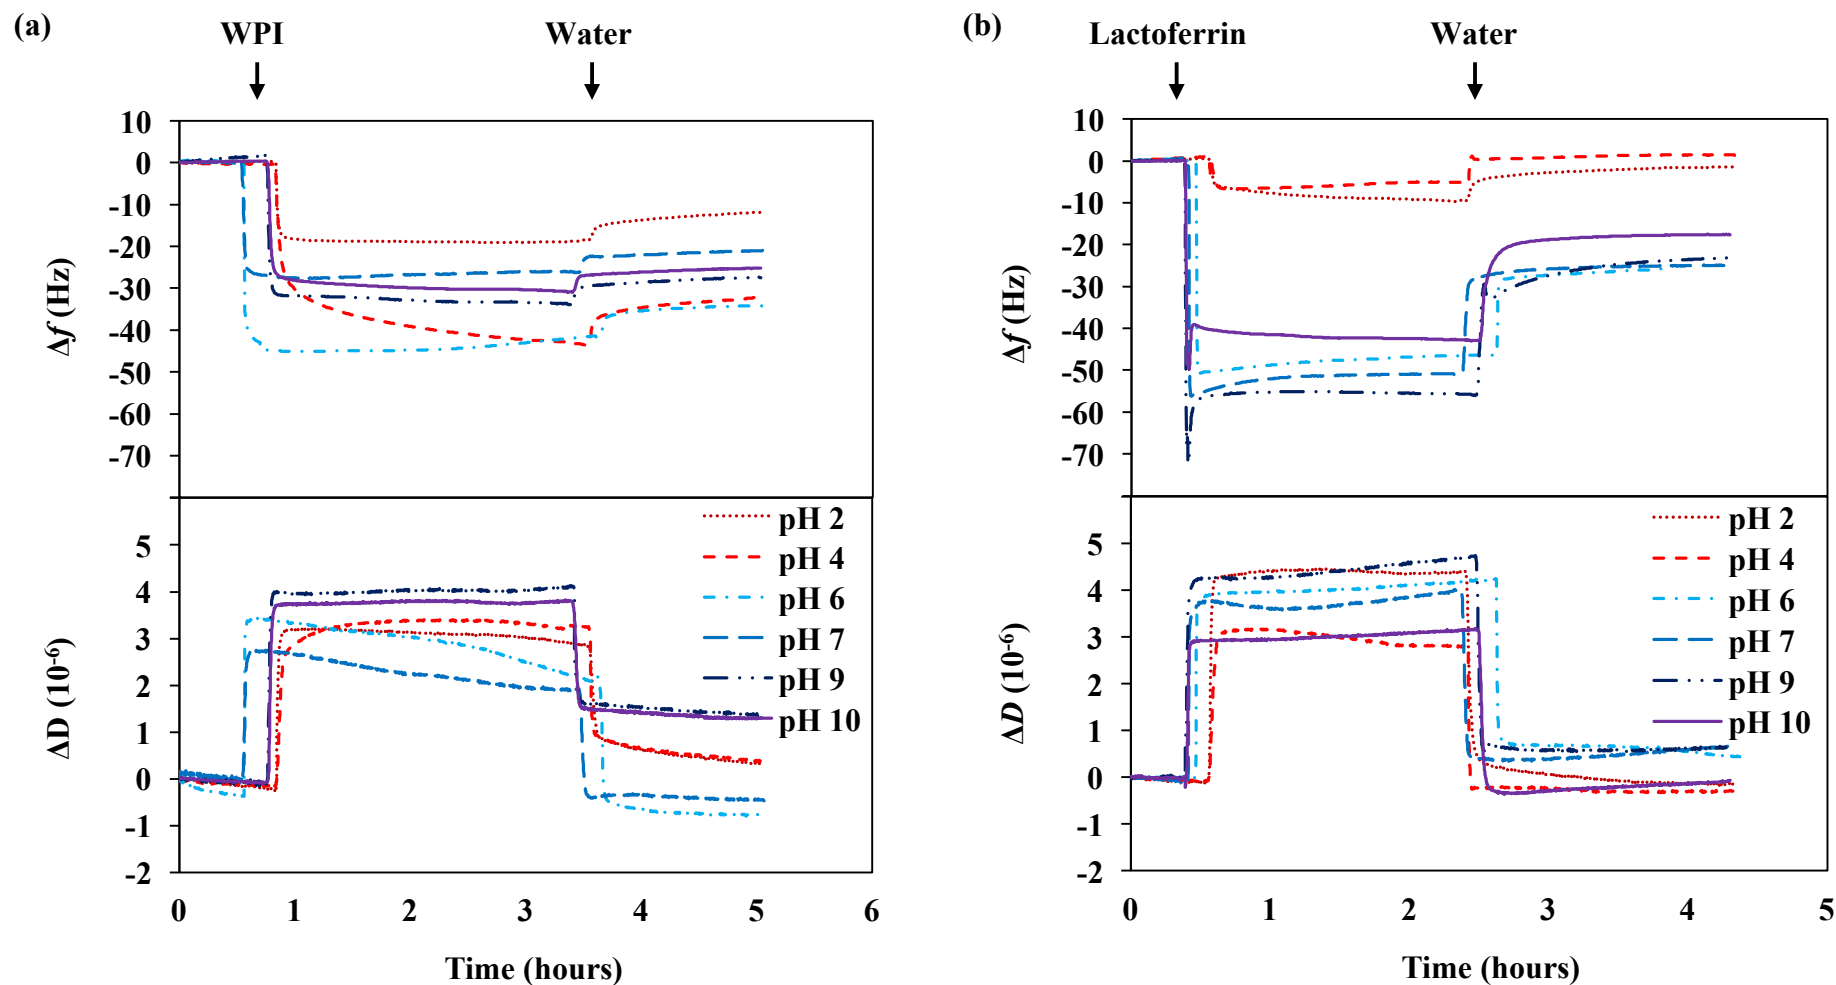 (a)
WPI
Water
10
0
-10
-20
-30
-40
-50
-60
-70
Δf (Hz)
5
4
3
2
1
0
-1
-2
ΔD (10-6)
pH 2
pH 4
pH 6
pH 7
pH 9
pH 10
0 1 2 3 4 5 6
Time (hours)
(b)
Lactoferrin
Water
10
0
-10
-20
-30
-40
-50
-60
-70
Δf (Hz)
5
4
3
2
1
0
-1
-2
ΔD (10-6)
pH 2
pH 4
pH 6
pH 7
pH 9
pH 10
0 1 2 3 4 5
Time (hours)